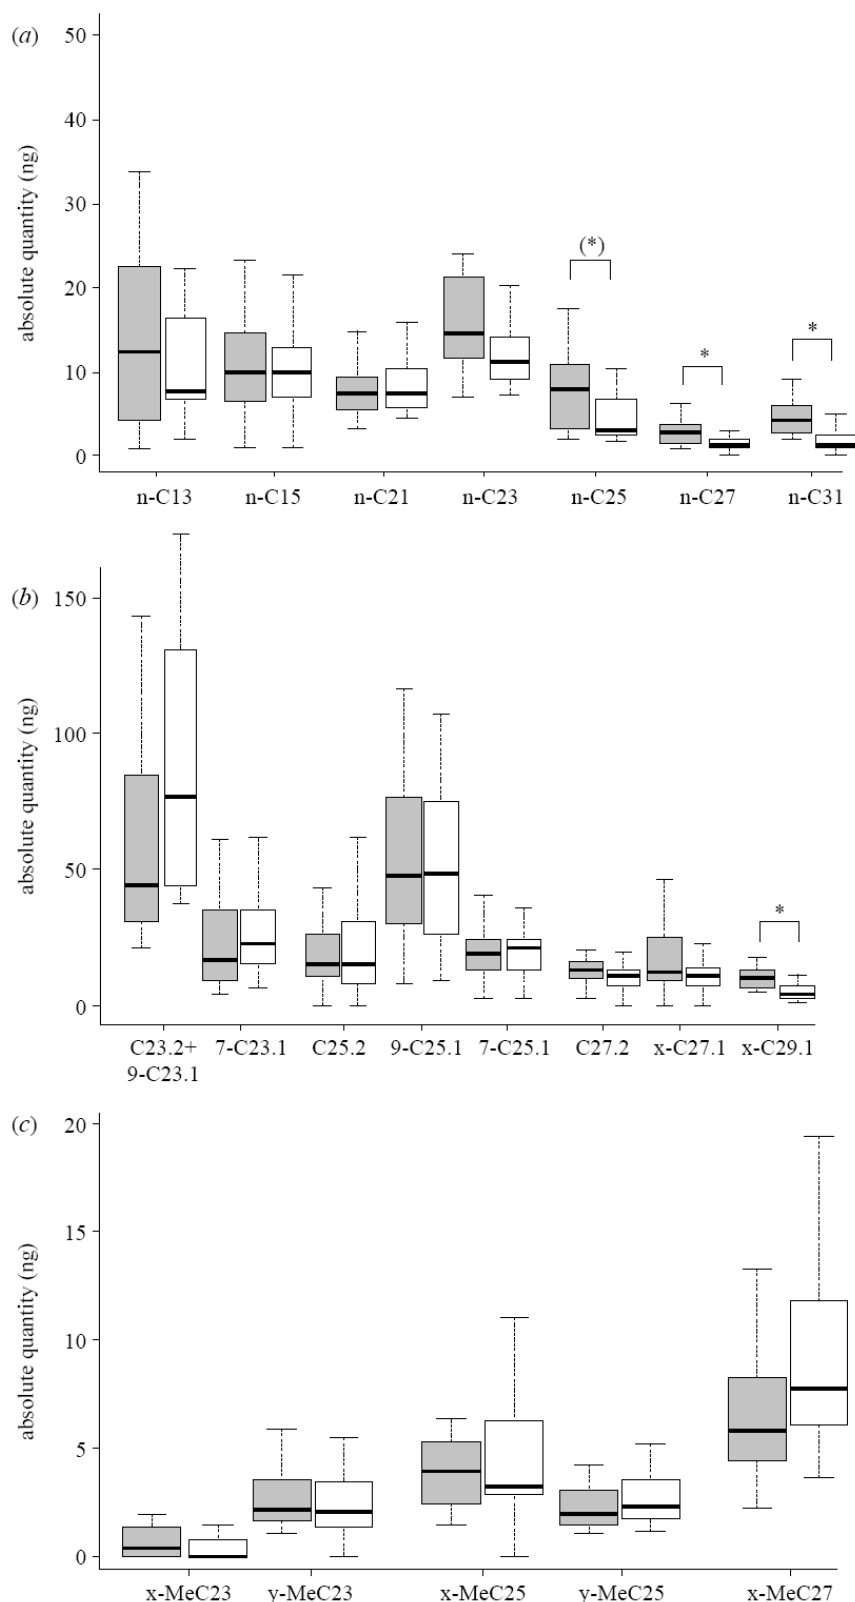 (a)
absolute quantity (ng)
50
40
30
20
10
0
(*)
*
*
n-C13 n-C15 n-C21 n-C23 n-C25 n-C27 n-C31
(b)
absolute quantity (ng)
150
100
50
0
*
C23.2+ 7-C23.1 C25.2 9-C25.1 7-C25.1 C27.2 x-C27.1 x-C29.1
9-C23.1
(c)
absolute quantity (ng)
20
15
10
5
0
x-MeC23 y-MeC23 x-MeC25 y-MeC25 x-MeC27